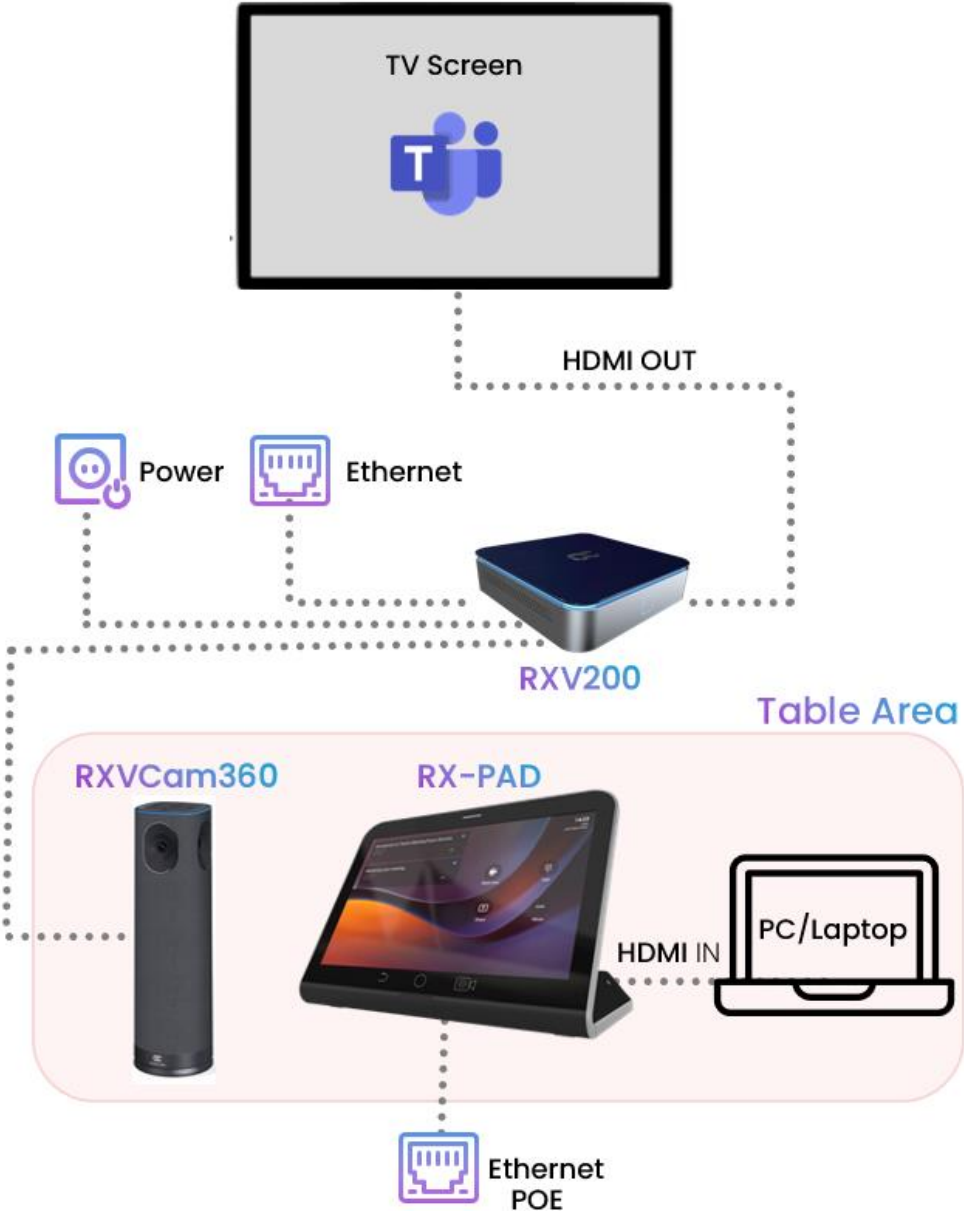 TV Screen
T
HDMI OUT
Power
Ethernet
RXV200
Table Area
RXVCam360
RX-PAD
PC/Laptop
HDMI IN
Ethernet
POE